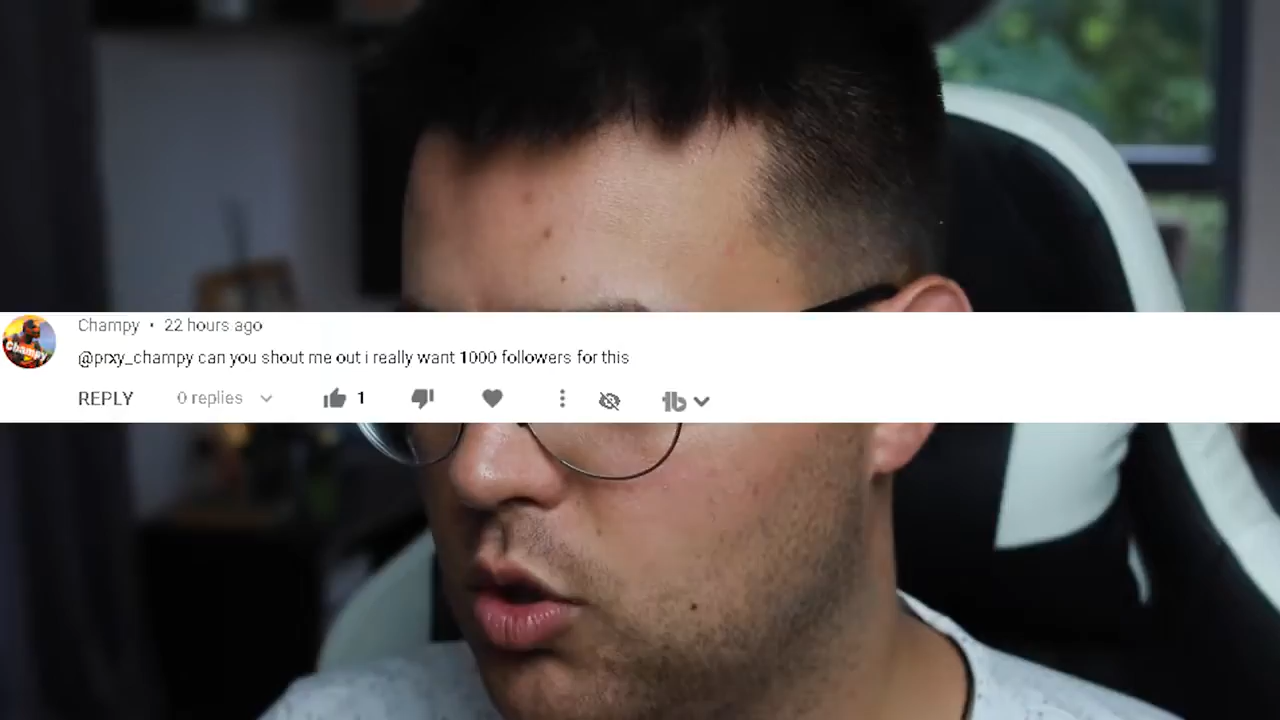 Champy • 22 hours ago
@prxy_champy can you shout me out i really want 1000 followers for this
REPLY 0 replies 1
Champy